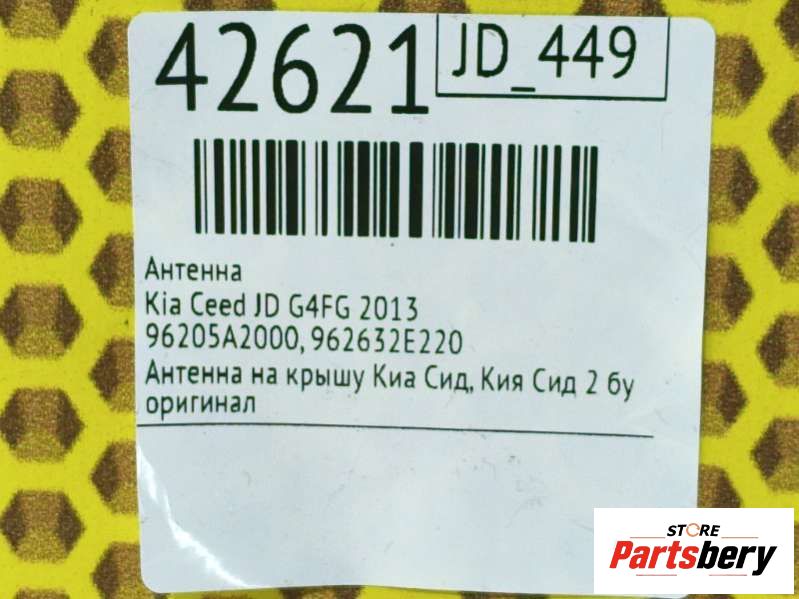 42621
JD_449
Антенна
Kia Ceed JD G4FG 2013
96205A2000, 962632E220
Антенна на крышу Киа Сид, Кия Сид 2 бу
оригинал
STORE
Partsbery